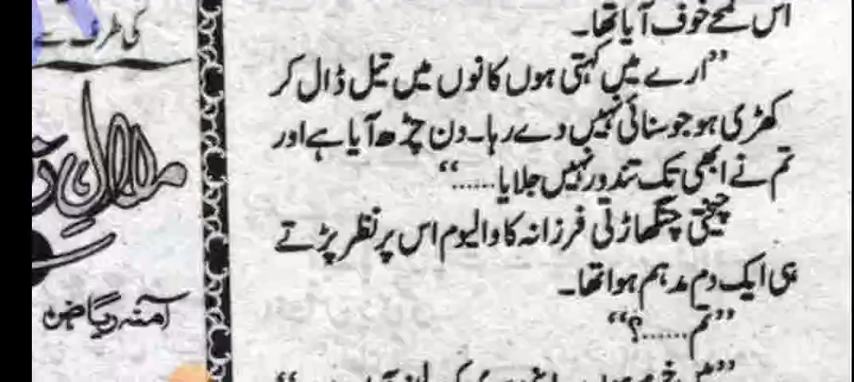 اس لمحے خوف آیا تھا۔
”ارے میں کہتی ہوں کانوں میں تیل ڈال کر
کھڑی ہو جو سنائی نہیں دے رہا۔ دن چڑھ آیا ہے اور
تم نے ابھی تک تندور نہیں جلایا......“
چیختی چنگھاڑتی فرزانہ کا والیوم اس پر نظر پڑتے
ہی ایک دم مدہم ہوا تھا۔
”تم......؟“
کی طرف سے
ملالِ
آمنہ ریاض